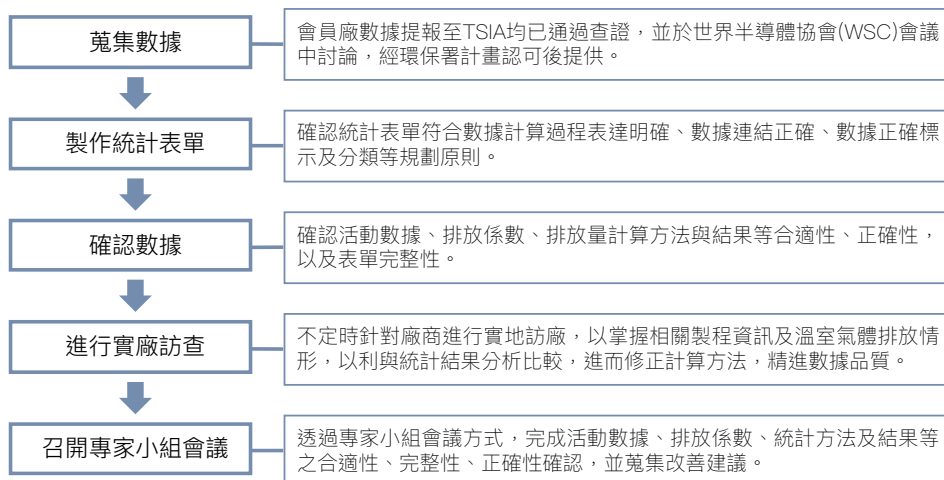 蒐集數據
會員廠數據提報至TSIA均已通過查證，並於世界半導體協會(WSC)會議
中討論，經環保署計畫認可後提供。
製作統計表單
確認統計表單符合數據計算過程表達明確、數據連結正確、數據正確標
示及分類等規劃原則。
確認數據
確認活動數據、排放係數、排放量計算方法與結果等合適性、正確性，
以及表單完整性。
進行實廠訪查
不定時針對廠商進行實地訪廠，以掌握相關製程資訊及溫室氣體排放情
形，以利與統計結果分析比較，進而修正計算方法，精進數據品質。
召開專家小組會議
透過專家小組會議方式，完成活動數據、排放係數、統計方法及結果等
之合適性、完整性、正確性確認，並蒐集改善建議。